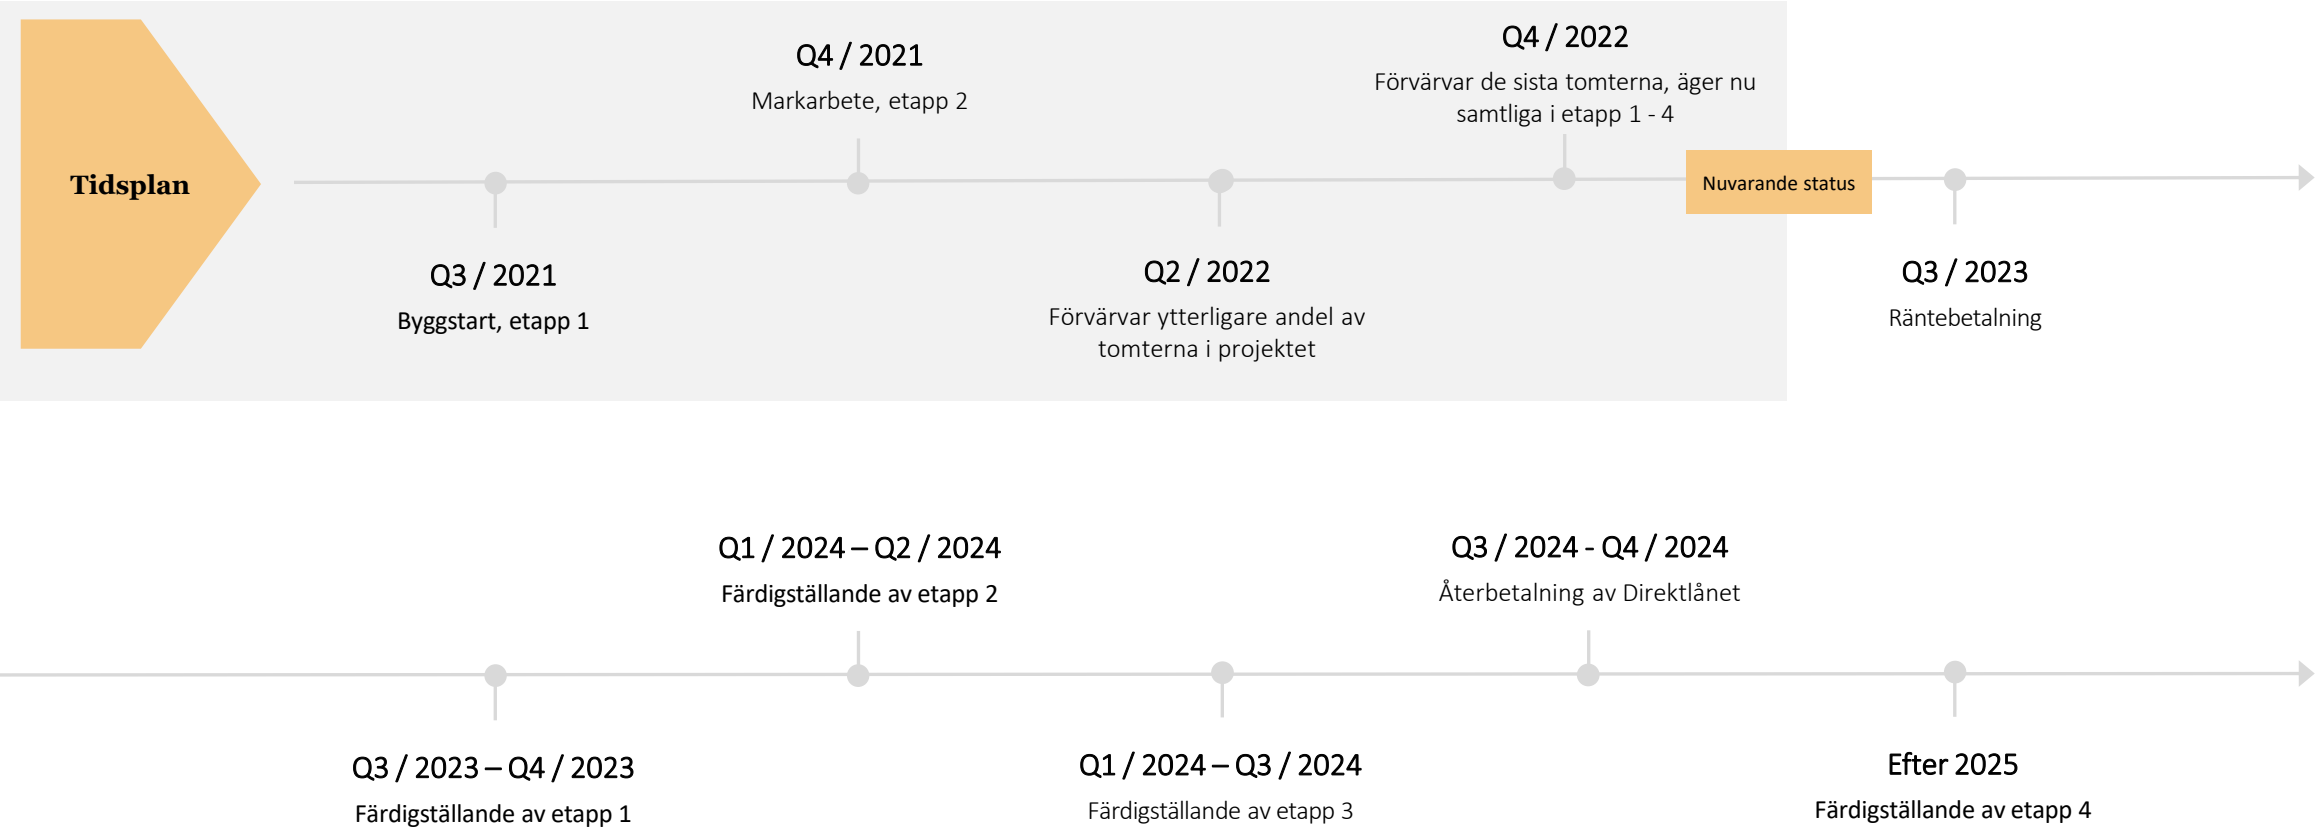 Tidsplan
Q3 / 2021
Byggstart, etapp 1
Q4 / 2021
Markarbete, etapp 2
Q2 / 2022
Förvärvar ytterligare andel av
tomterna i projektet
Q4 / 2022
Förvärvar de sista tomterna, äger nu
samtliga i etapp 1 - 4
Nuvarande status
Q3 / 2023
Räntebetalning
Q3 / 2023 – Q4 / 2023
Färdigställande av etapp 1
Q1 / 2024 – Q2 / 2024
Färdigställande av etapp 2
Q1 / 2024 – Q3 / 2024
Färdigställande av etapp 3
Q3 / 2024 - Q4 / 2024
Återbetalning av Direktlånet
Efter 2025
Färdigställande av etapp 4